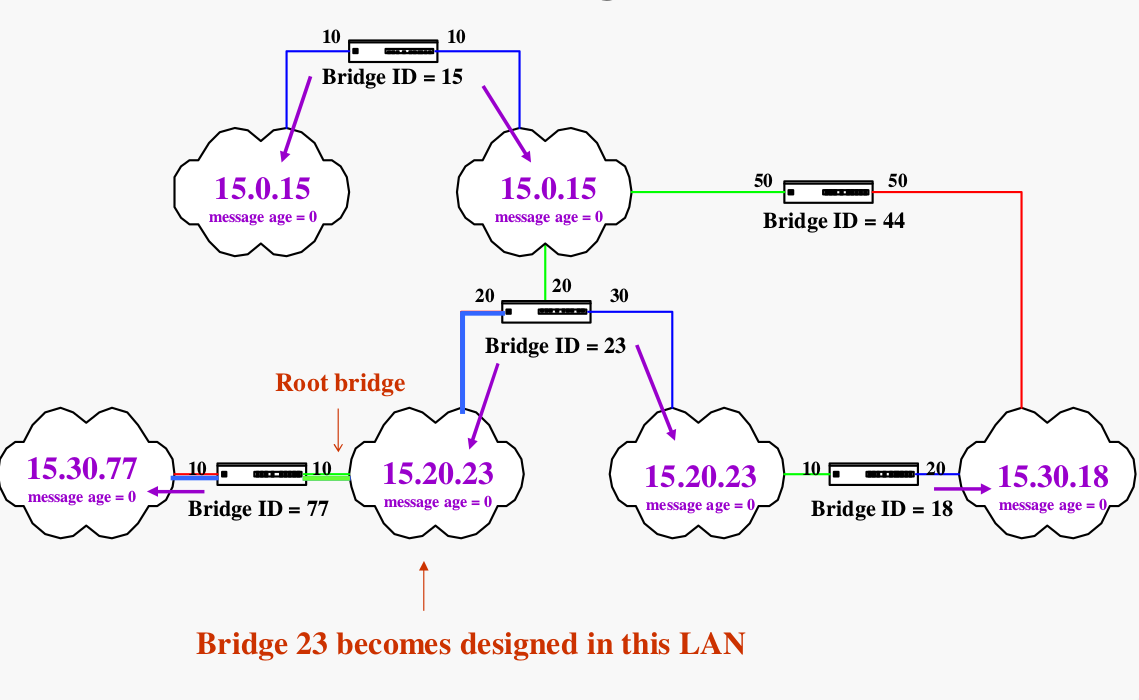 10
10
Bridge ID = 15
15.0.15
message age = 0
15.0.15
message age = 0
50
50
Bridge ID = 44
20
20
30
Bridge ID = 23
Root bridge
15.30.77
message age = 0
10
10
Bridge ID = 77
15.20.23
message age = 0
15.20.23
message age = 0
10
20
Bridge ID = 18
15.30.18
message age = 0
Bridge 23 becomes designed in this LAN